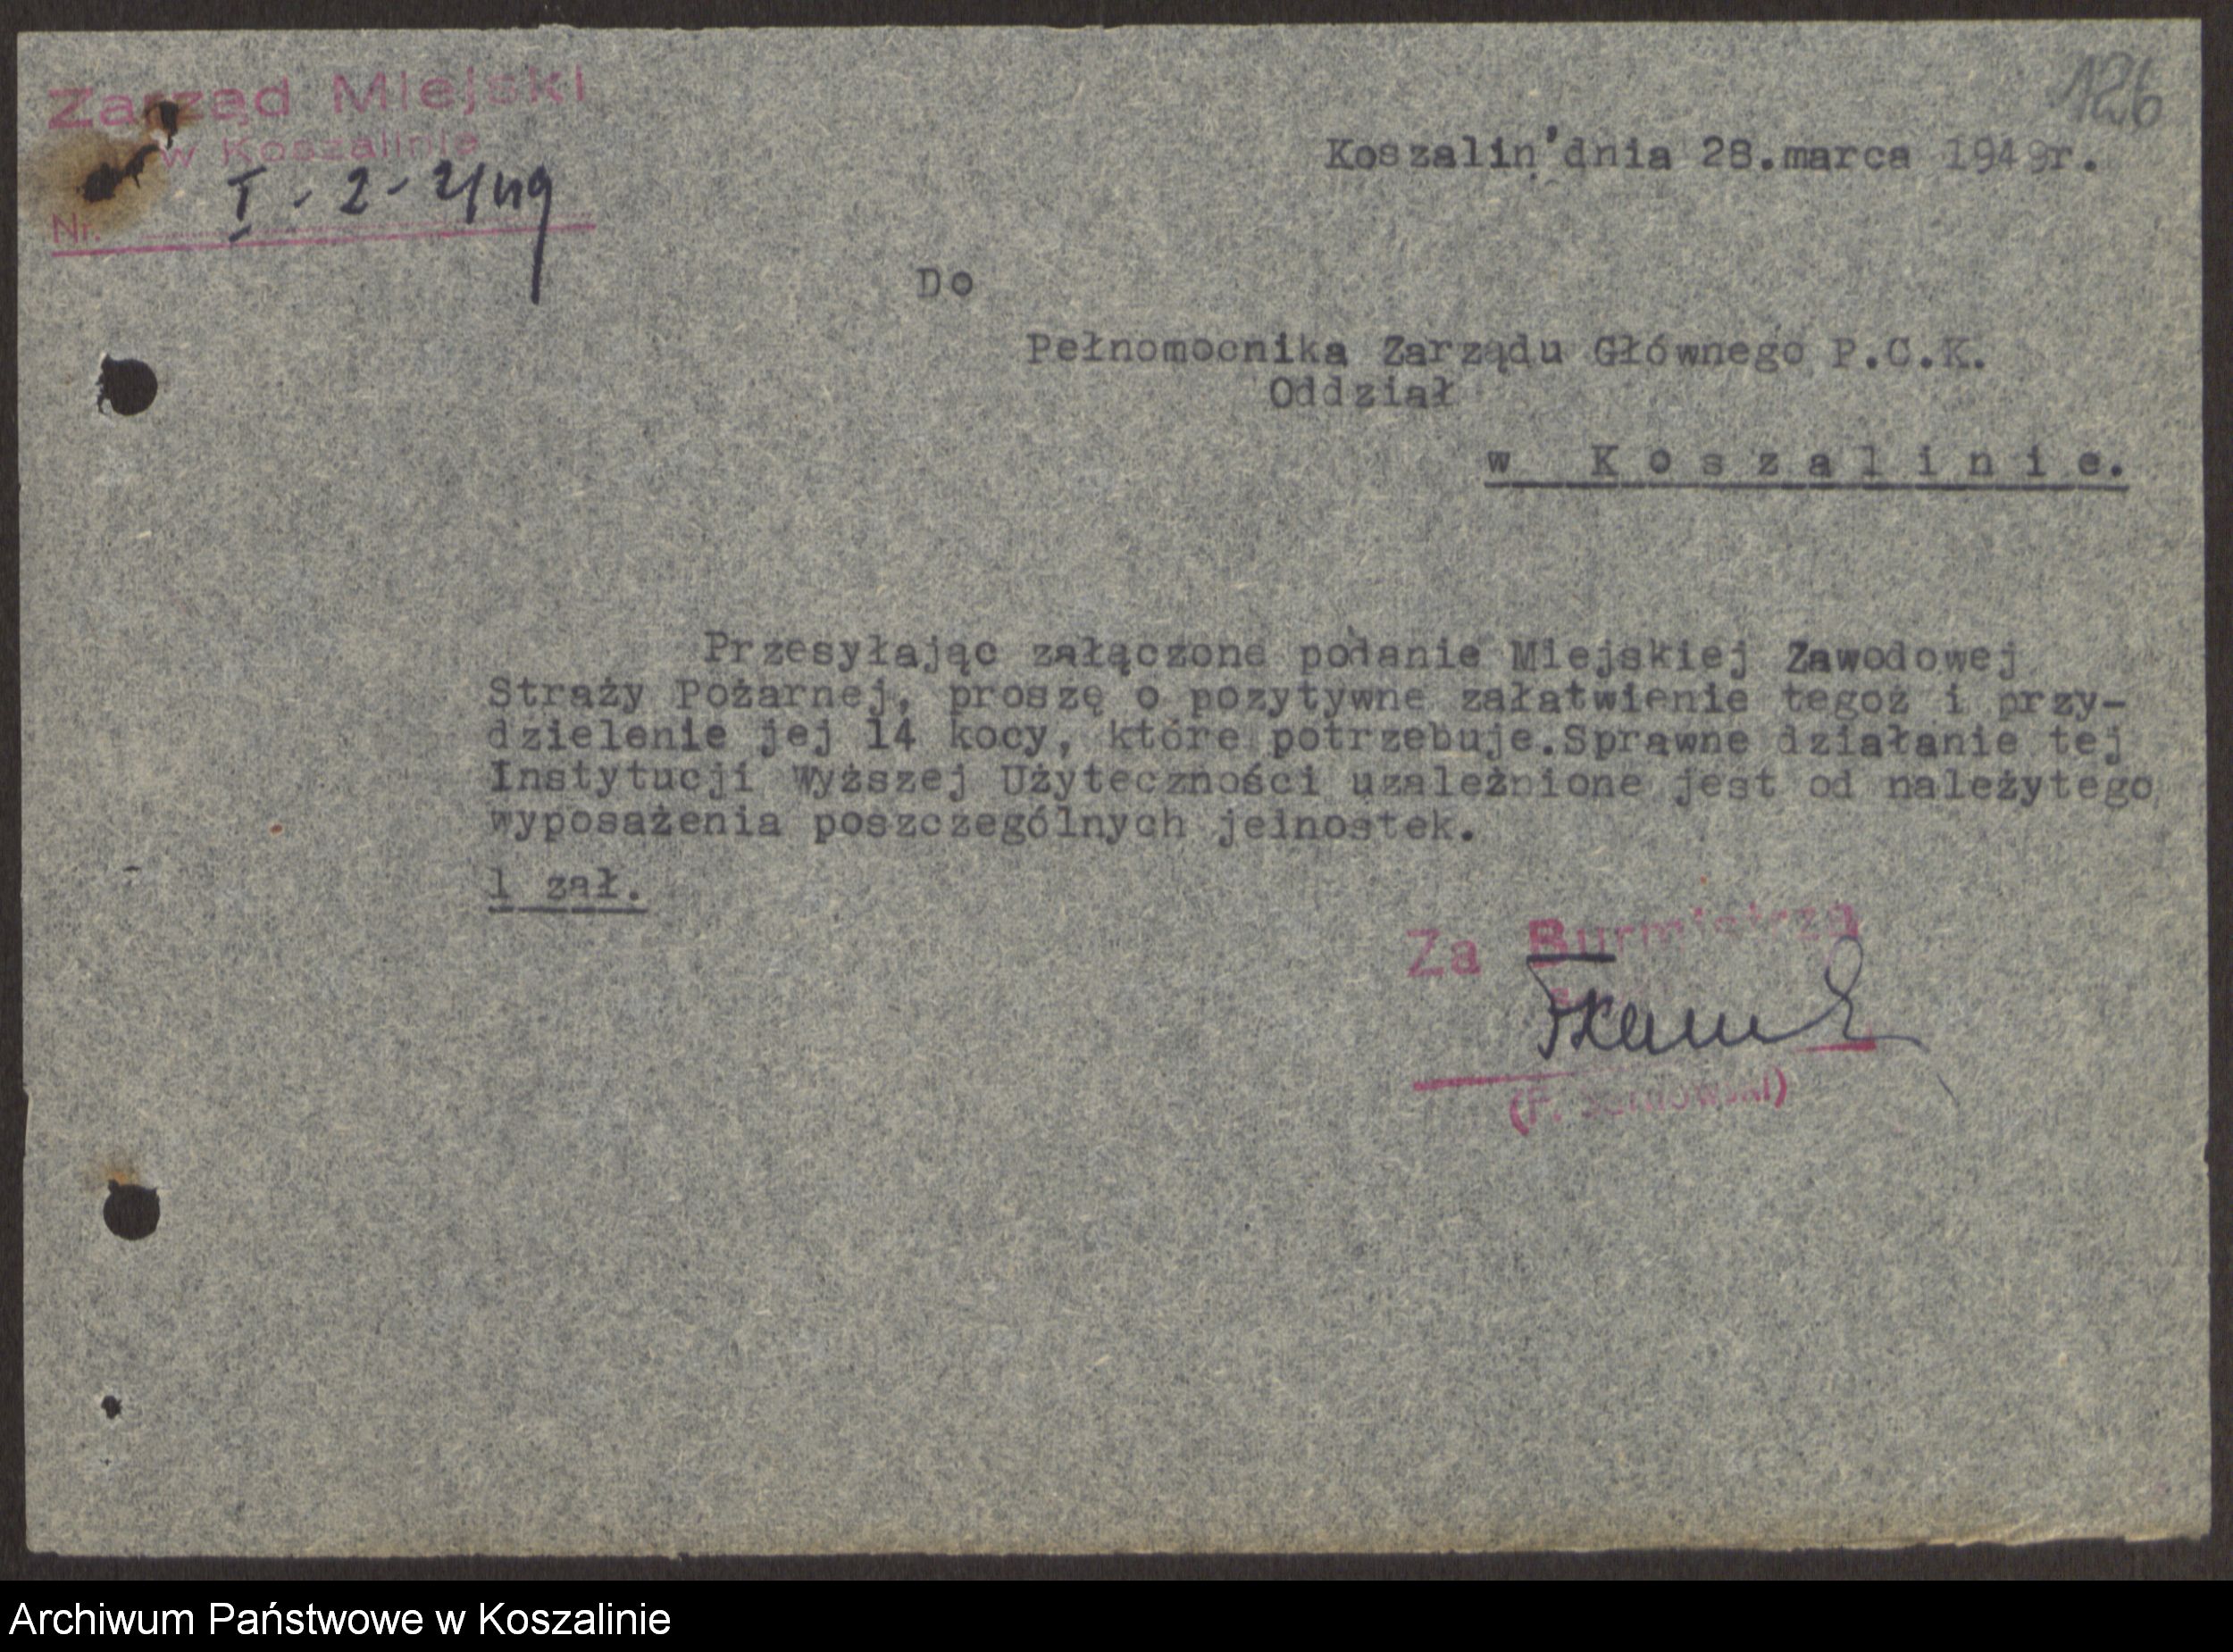 126
Zarząd Miejski
w Koszalinie
Nr. I - 2 - 2/49
Koszalin'dnia 28.marca 1949r.
Do
Pełnomocnika Zarządu Głównego P.C.K.
Oddział
w Koszalinie.
Przesyłając załączone podanie Miejskiej Zawodowej
Straży Pożarnej, proszę o pozytywne załatwienie tegoż i przy-
dzielenie jej 14 kocy, które potrzebuje.Sprawne działanie tej
Instytucji Wyższej Użyteczności uzależnione jest od należytego
wyposażenia poszczególnych jeinostek.
1 zał.
Za Burmistrza
(F.
Archiwum Państwowe w Koszalinie